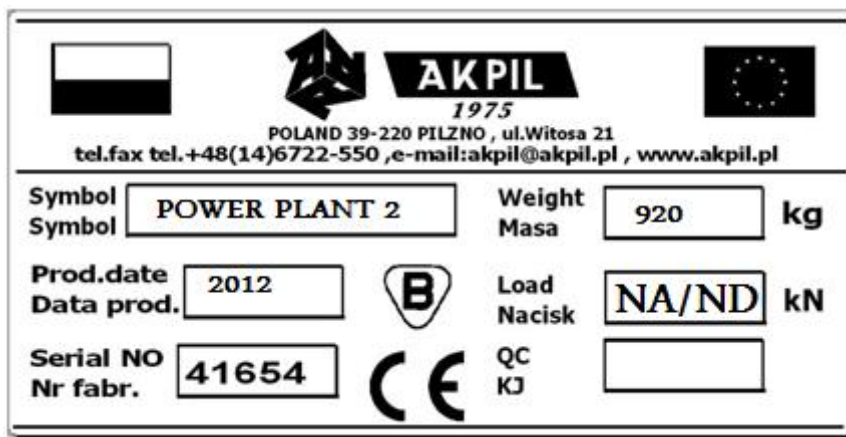 AKPIL
1975
POLAND 39-220 PILZNO , ul.Witosa 21
tel.fax tel.+48(14)6722-550 ,e-mail:akpil@akpil.pl , www.akpil.pl
Symbol
Symbol
POWER PLANT 2
Weight
Masa
920
kg
Prod.date
Data prod.
2012
B
Load
Nacisk
NA/ND
kN
Serial NO
Nr fabr.
41654
CE
QC
KJ